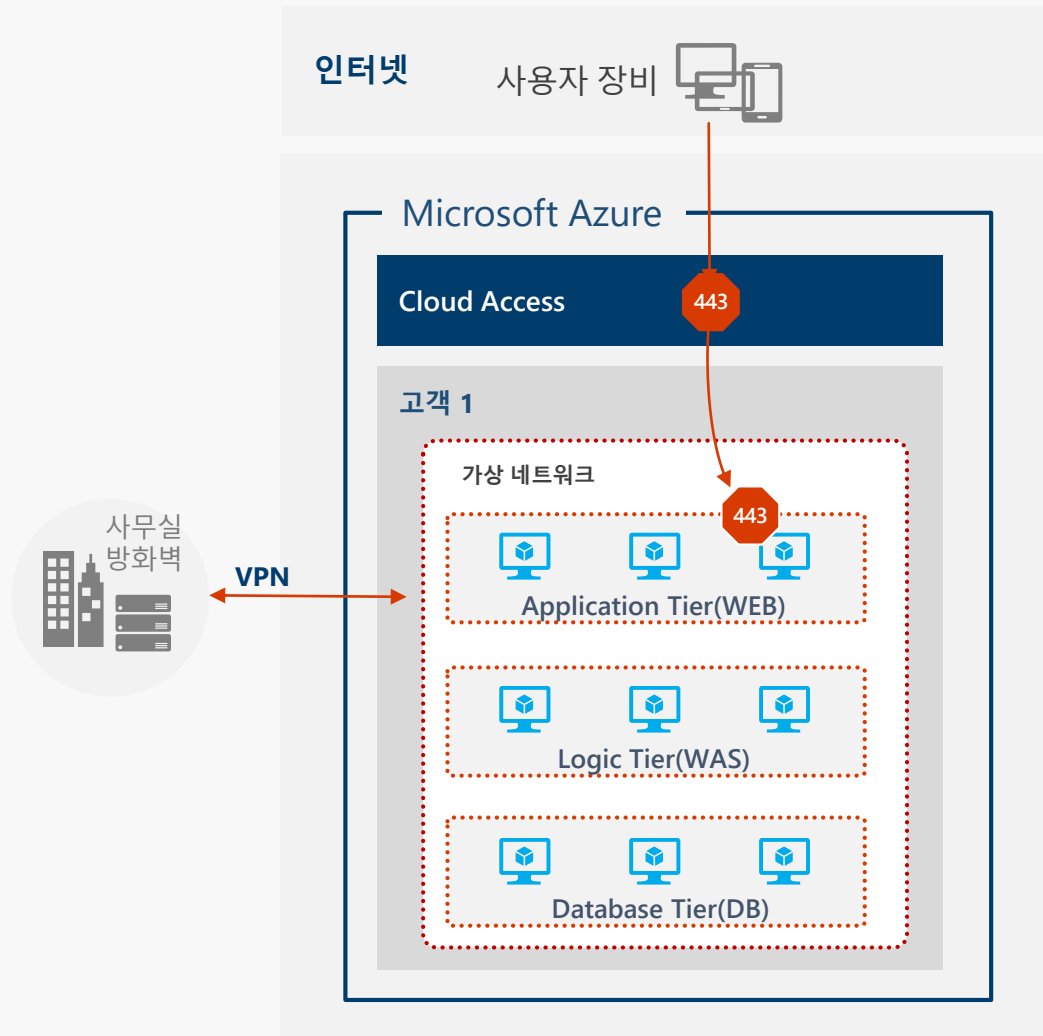 인터넷
사용자 장비
Microsoft Azure
Cloud Access
443
고객 1
가상 네트워크
443
Application Tier(WEB)
사무실
방화벽
VPN
Logic Tier(WAS)
Database Tier(DB)